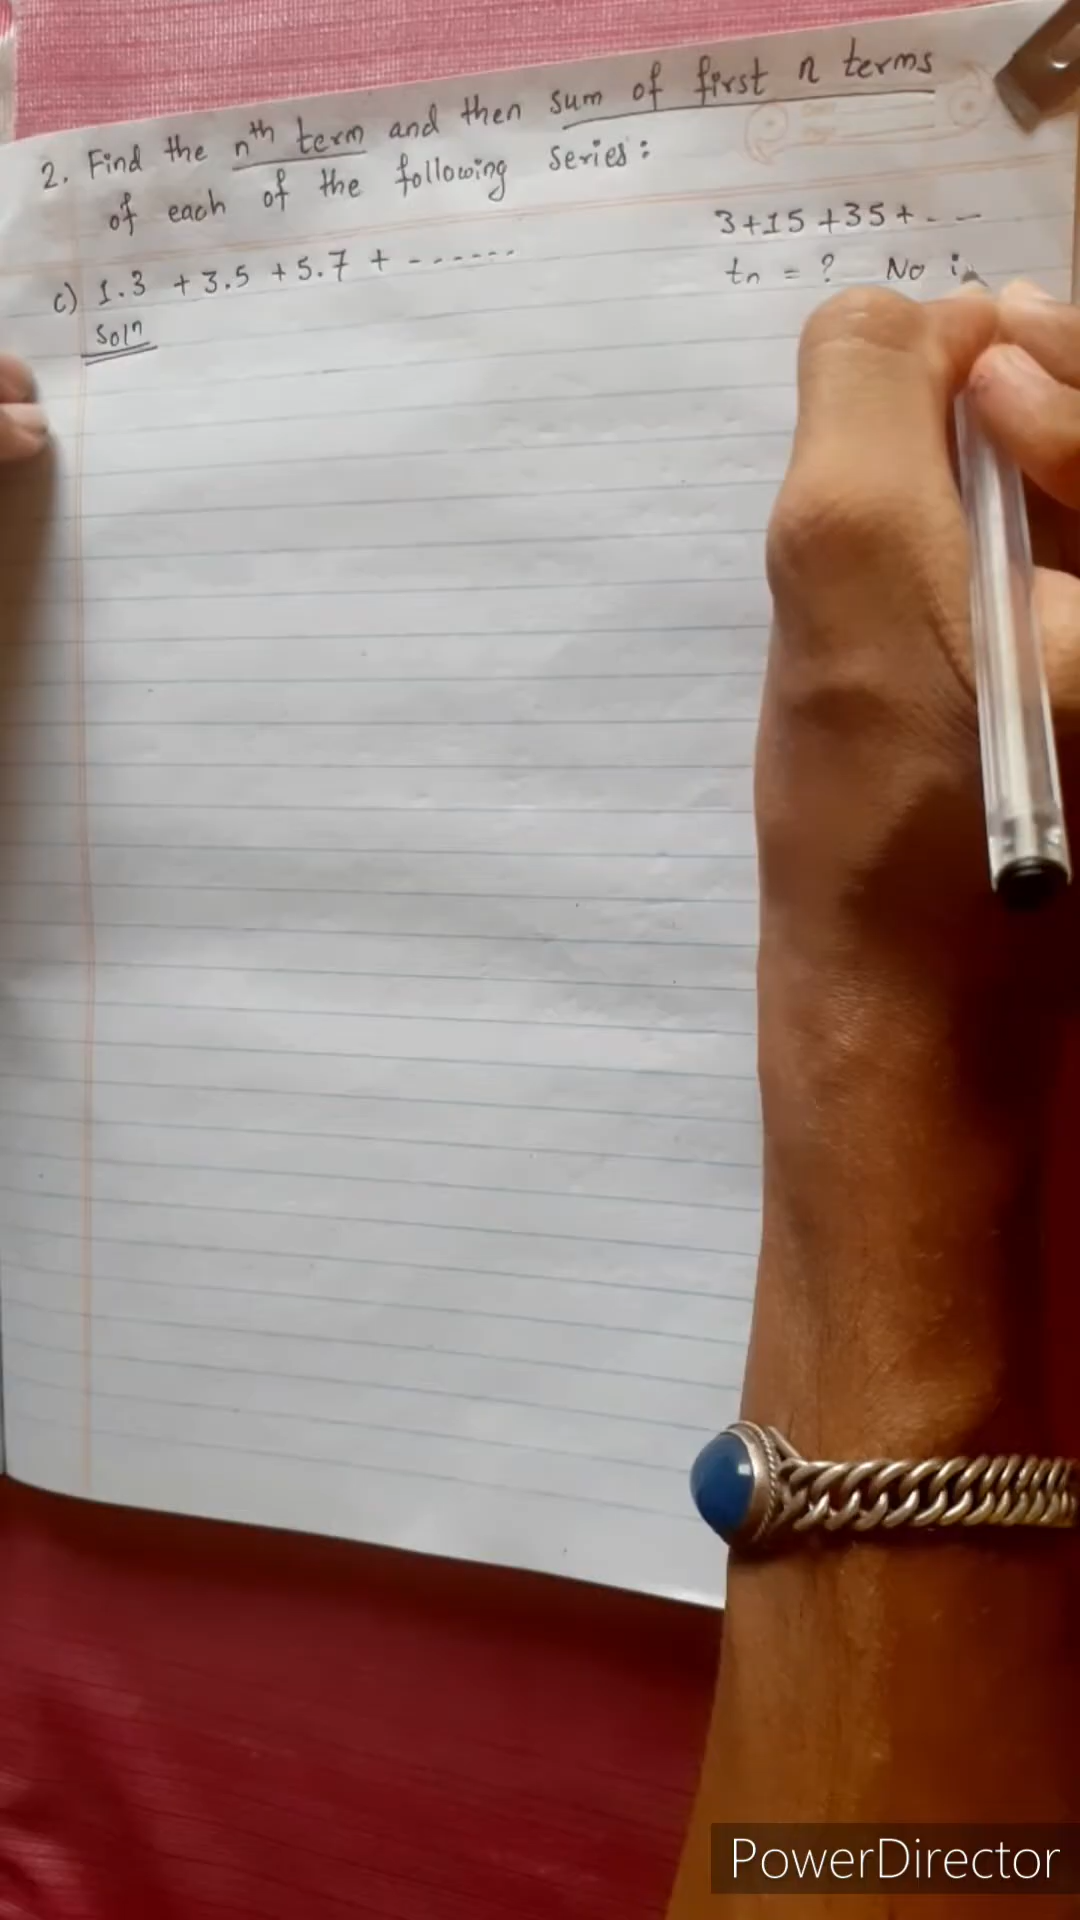 2. Find the nth term and then sum of first n terms
of each of the following series:
c) 1.3 + 3.5 + 5.7 + ------
Soln
3+15+35+---
tn = ? No i
PowerDirector